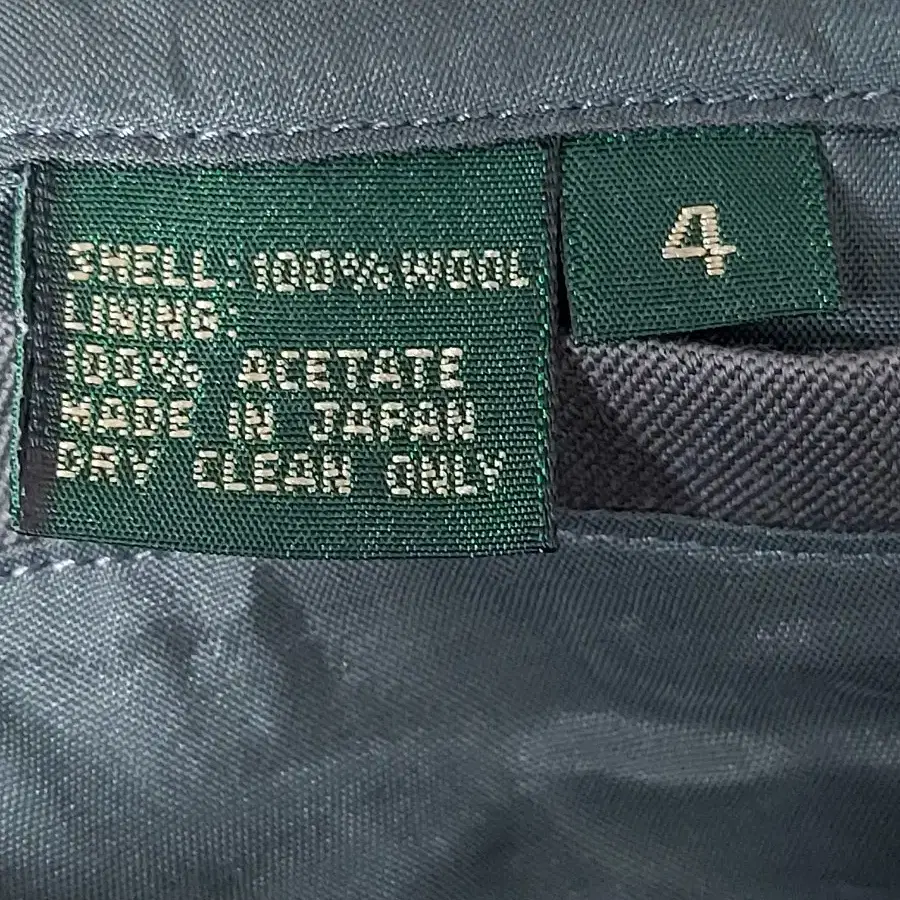 SHELL: 100% WOOL
LINING:
100% ACETATE
MADE IN JAPAN
DRY CLEAN ONLY
4